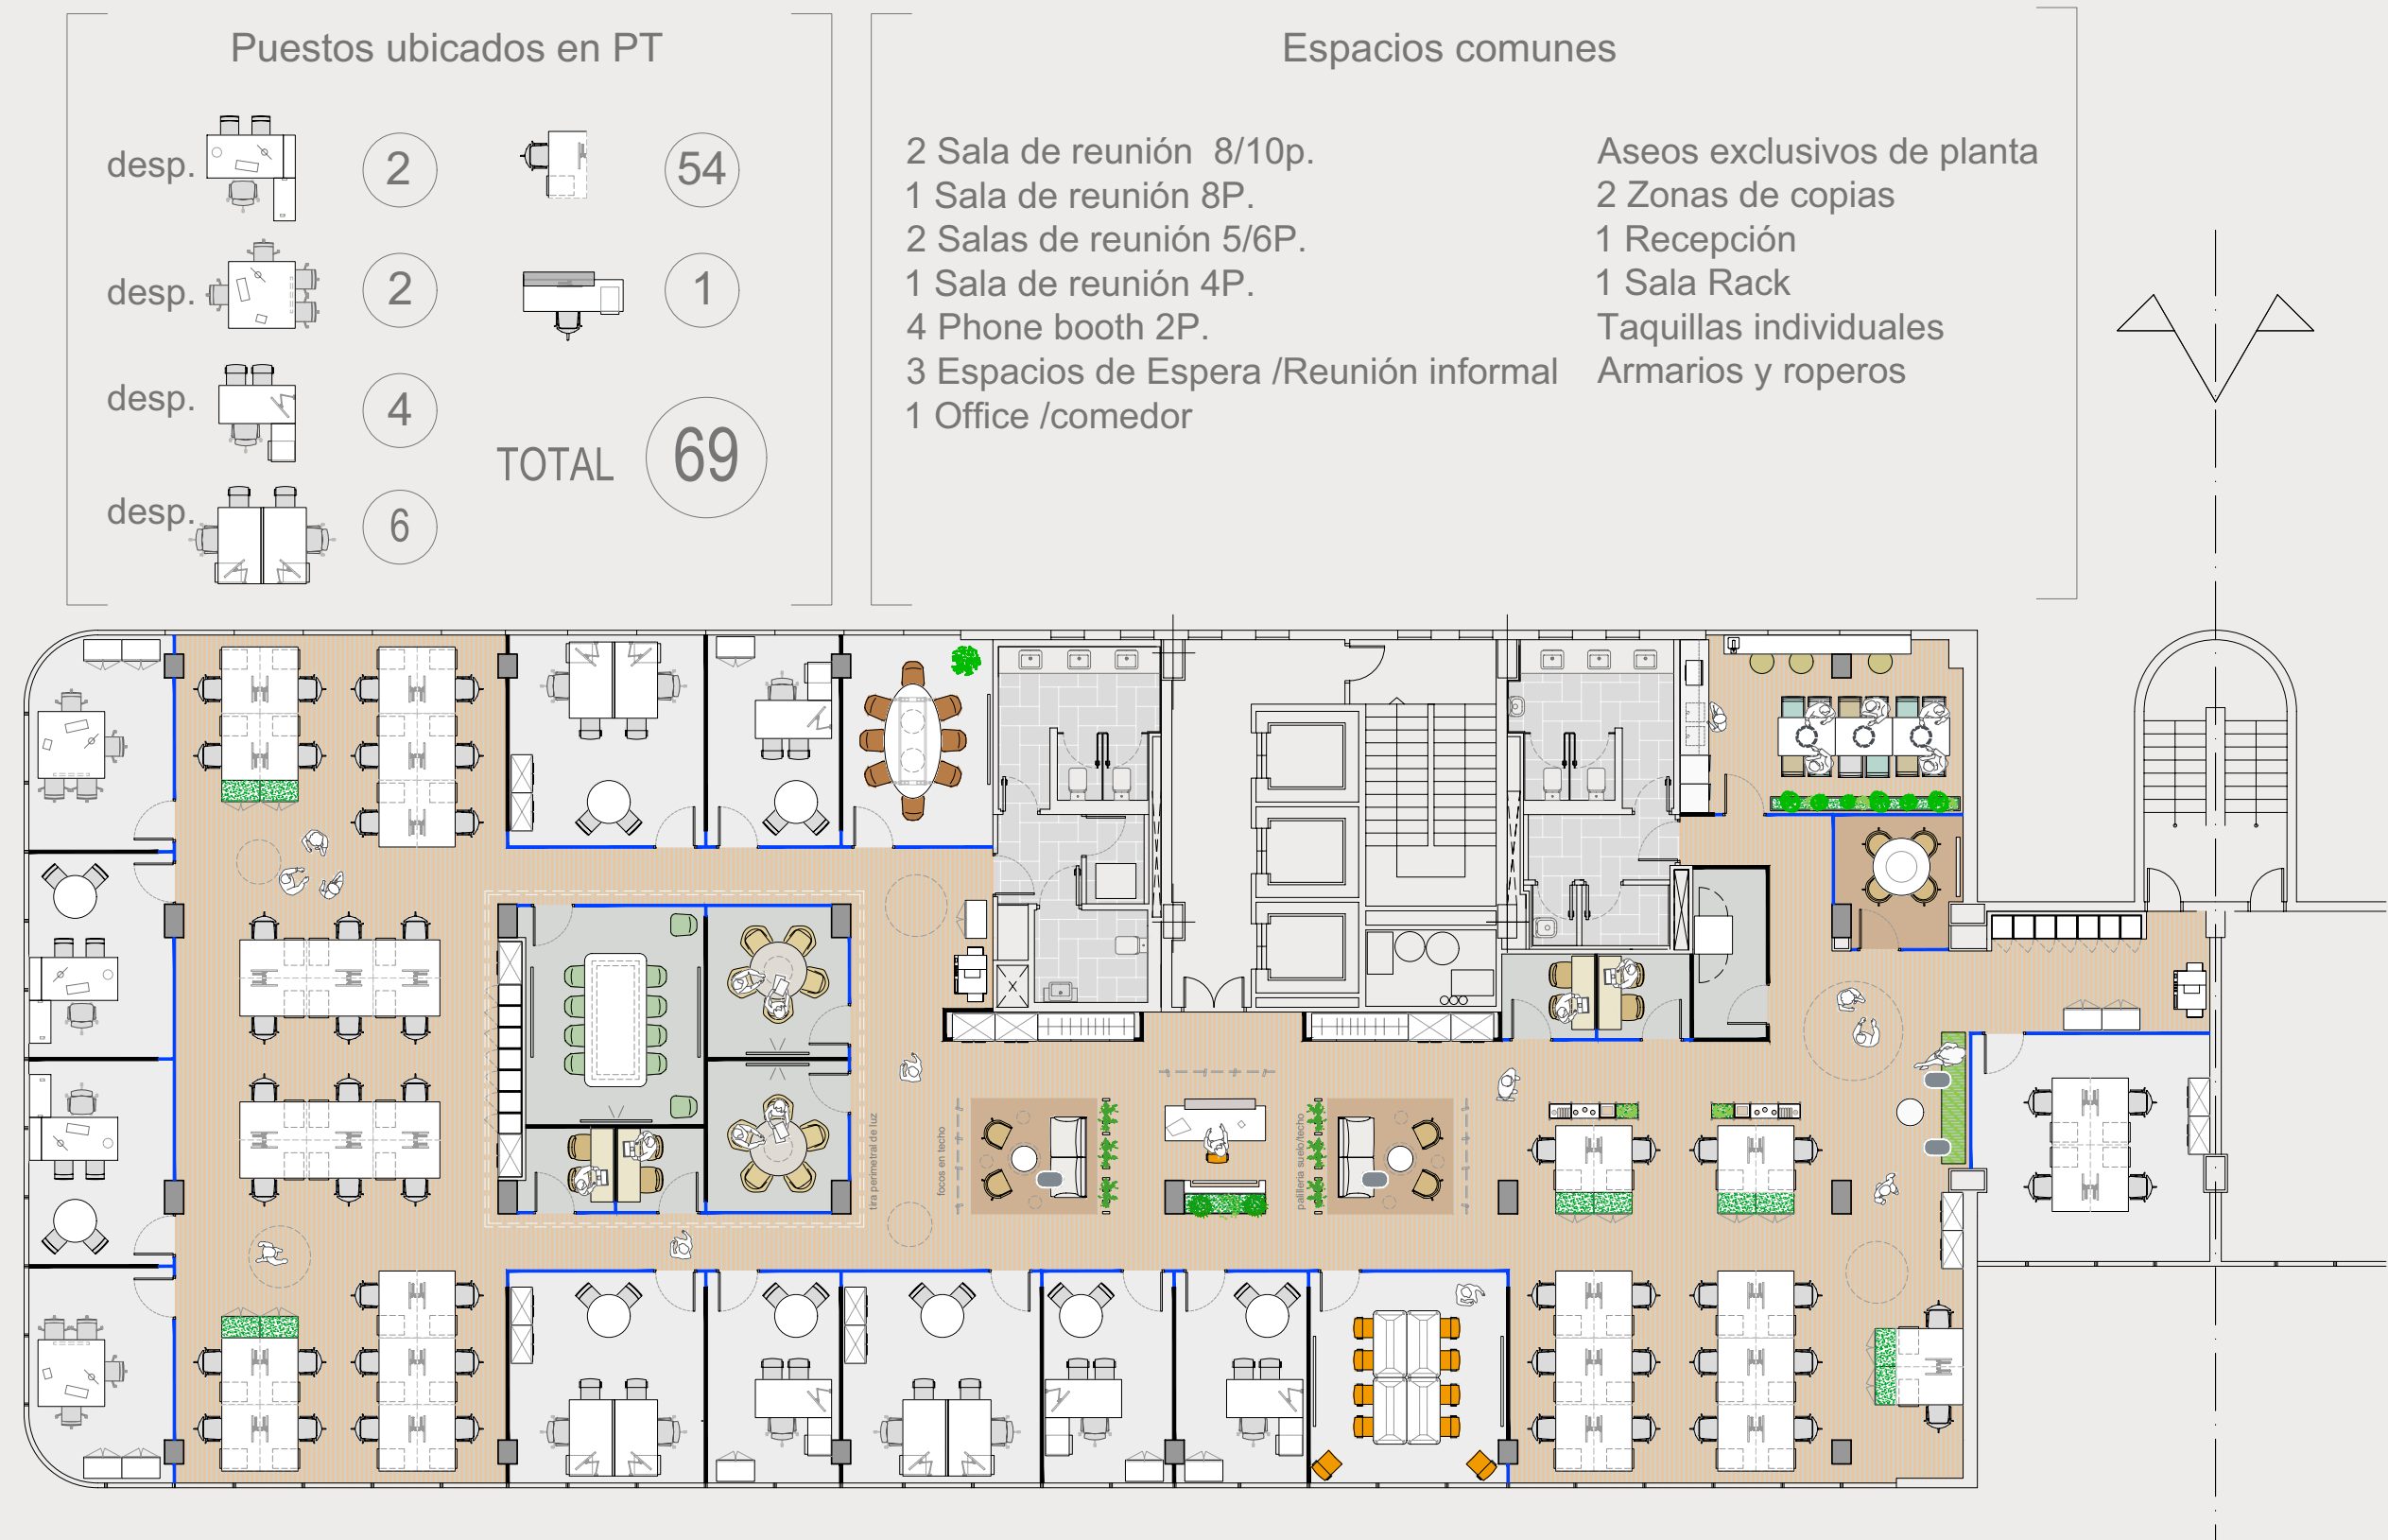 Puestos ubicados en PT
desp.
2
54
desp.
2
1
desp.
4
TOTAL
69
desp.
6
Espacios comunes
2 Sala de reunión 8/10p.
1 Sala de reunión 8P.
2 Salas de reunión 5/6P.
1 Sala de reunión 4P.
4 Phone booth 2P.
3 Espacios de Espera /Reunión informal
1 Office /comedor
Aseos exclusivos de planta
2 Zonas de copias
1 Recepción
1 Sala Rack
Taquillas individuales
Armarios y roperos
tira perimetral de luz
focos en techo
palilleria suelo/techo